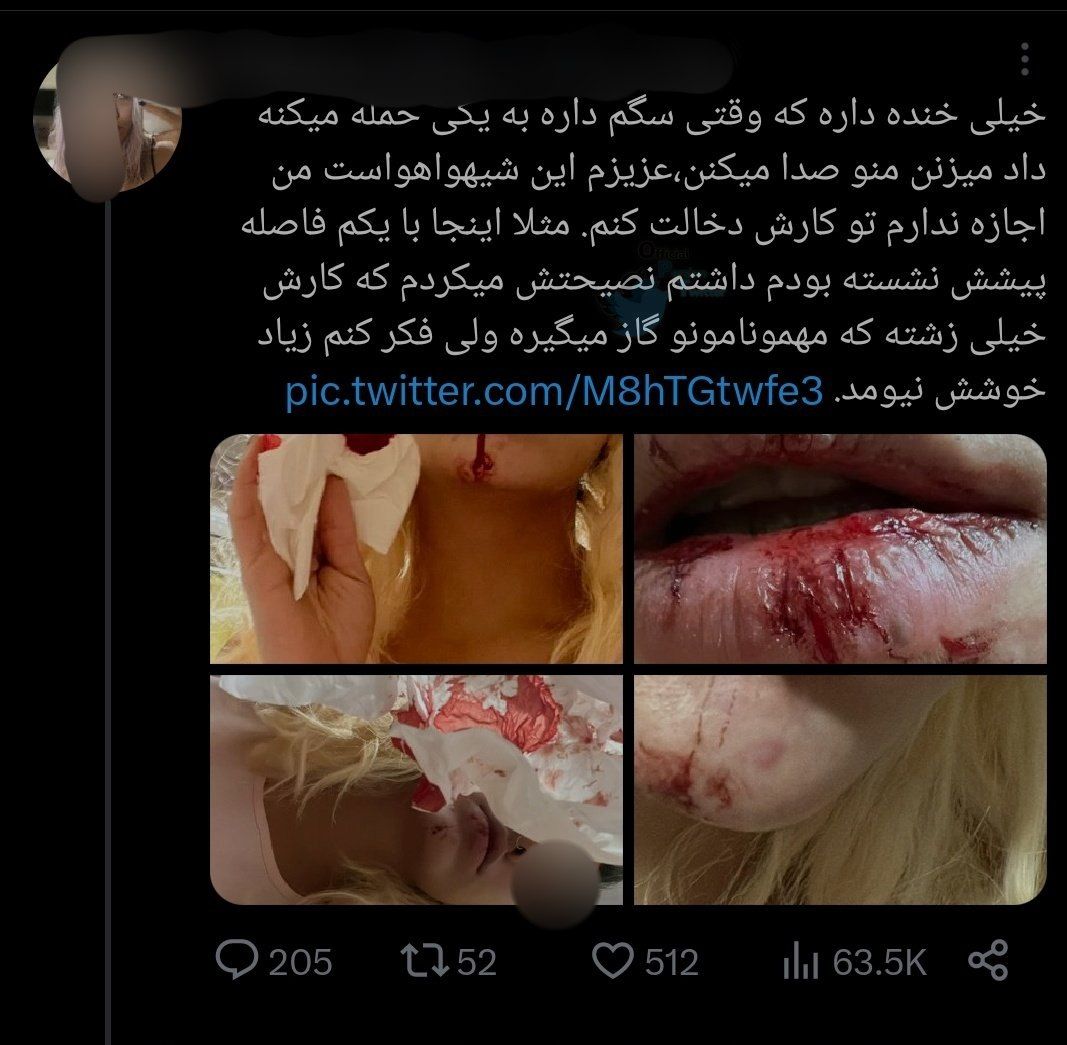 خیلی خنده داره که وقتی سگم داره به یکی حمله میکنه
داد میزنن منو صدا میکنن،عزیزم این شیهواهواست من
اجازه ندارم تو کارش دخالت کنم. مثلا اینجا با یکم فاصله
پیشش نشسته بودم داشتم نصیحتش میکردم که کارش
خیلی زشته که مهمونامونو گاز میگیره ولی فکر کنم زیاد
خوشش نیومد. pic.twitter.com/M8hTGtwfe3
205 52 512 63.5K